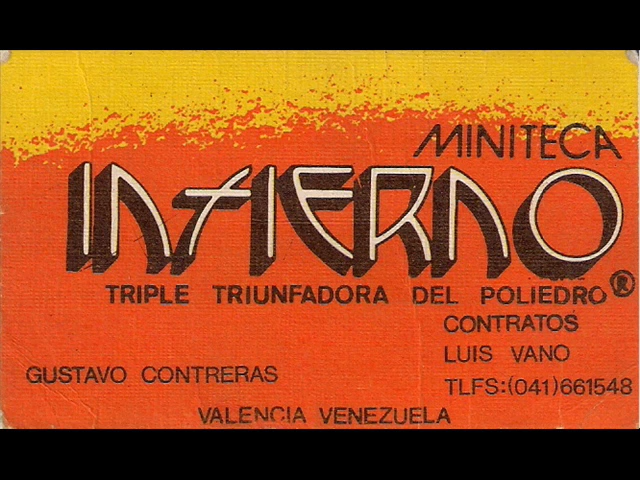 MINITECA
INFIERNO
TRIPLE TRIUNFADORA DEL POLIEDRO®
CONTRATOS
LUIS VANO
GUSTAVO CONTRERAS
TLFS:(041)661548
VALENCIA VENEZUELA